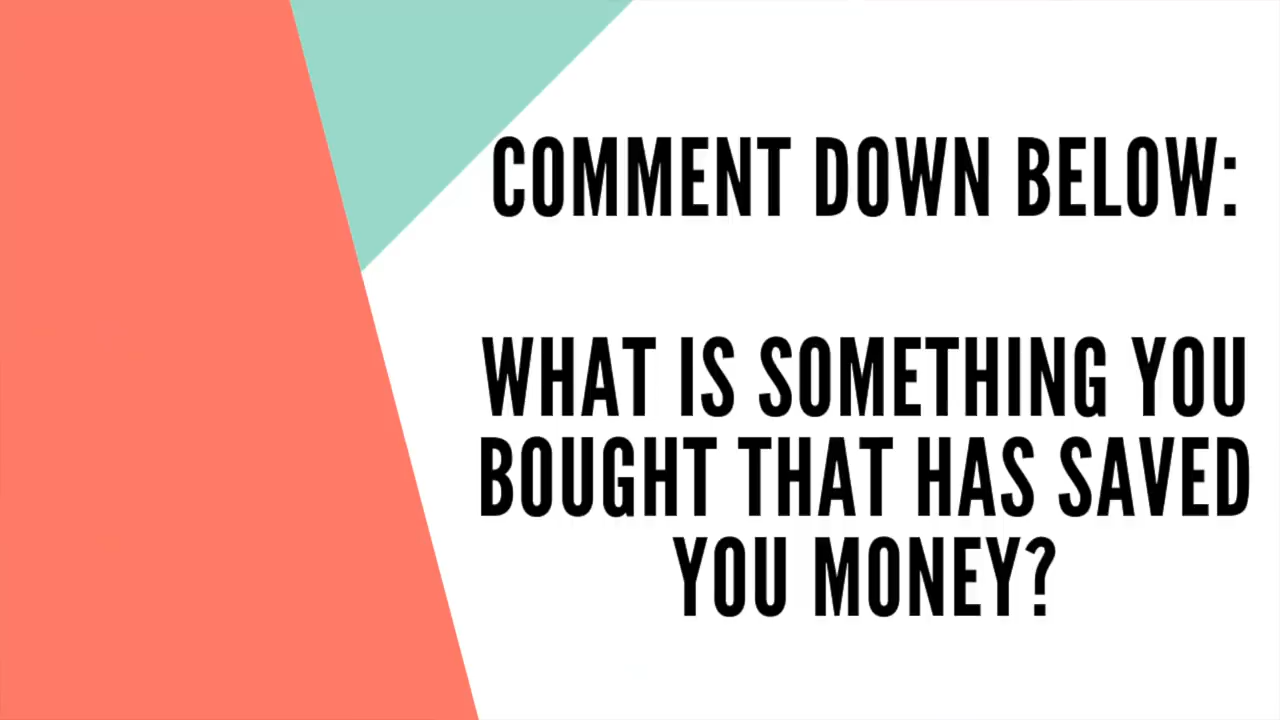 COMMENT DOWN BELOW:
WHAT IS SOMETHING YOU
BOUGHT THAT HAS SAVED
YOU MONEY?